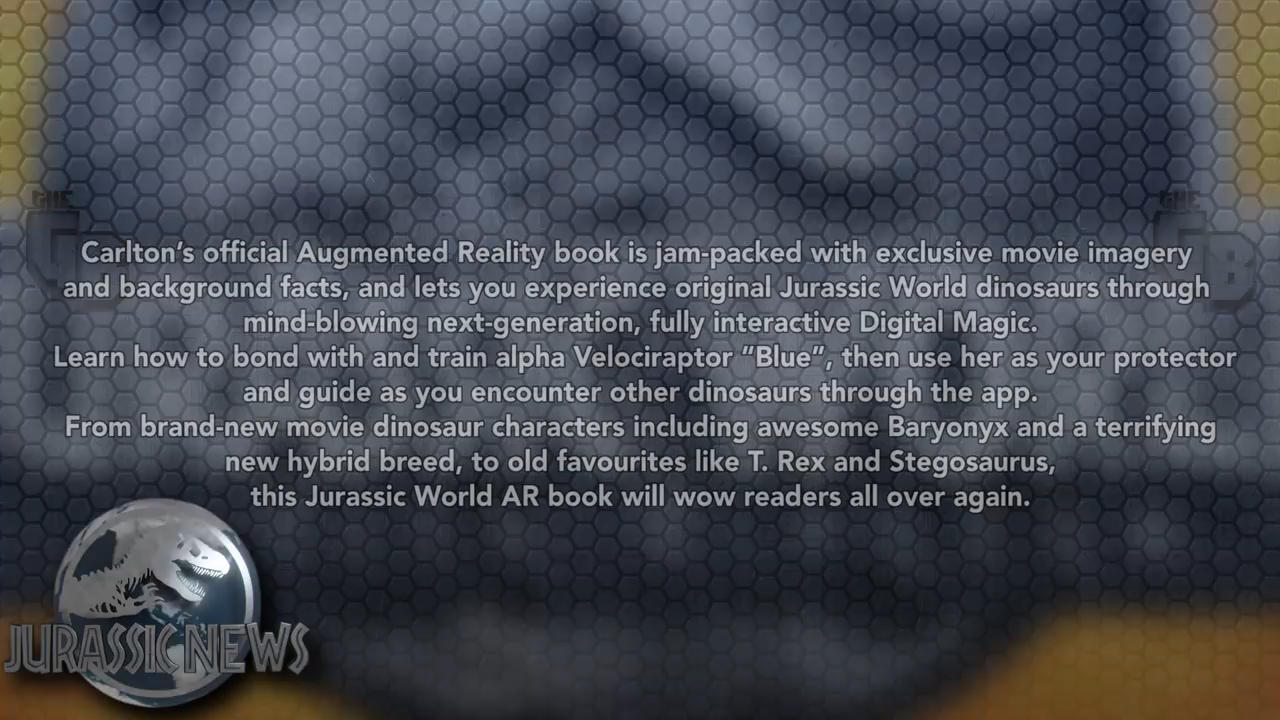 THE
THE
B
Carlton’s official Augmented Reality book is jam-packed with exclusive movie imagery
and background facts, and lets you experience original Jurassic World dinosaurs through
mind-blowing next-generation, fully interactive Digital Magic.
Learn how to bond with and train alpha Velociraptor “Blue”, then use her as your protector
and guide as you encounter other dinosaurs through the app.
From brand-new movie dinosaur characters including awesome Baryonyx and a terrifying
new hybrid breed, to old favourites like T. Rex and Stegosaurus,
this Jurassic World AR book will wow readers all over again.
JURASSIC NEWS